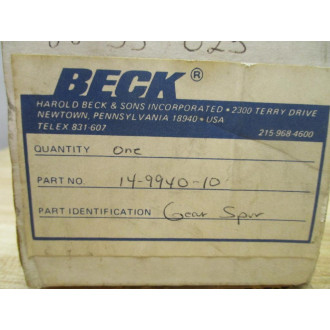 BECK®
HAROLD BECK & SONS INCORPORATED • 2300 TERRY DRIVE
NEWTOWN, PENNSYLVANIA 18940 • USA
TELEX 831-607 215-968-4600
QUANTITY One
PART NO. 14-9940-10
PART IDENTIFICATION Gear Spur